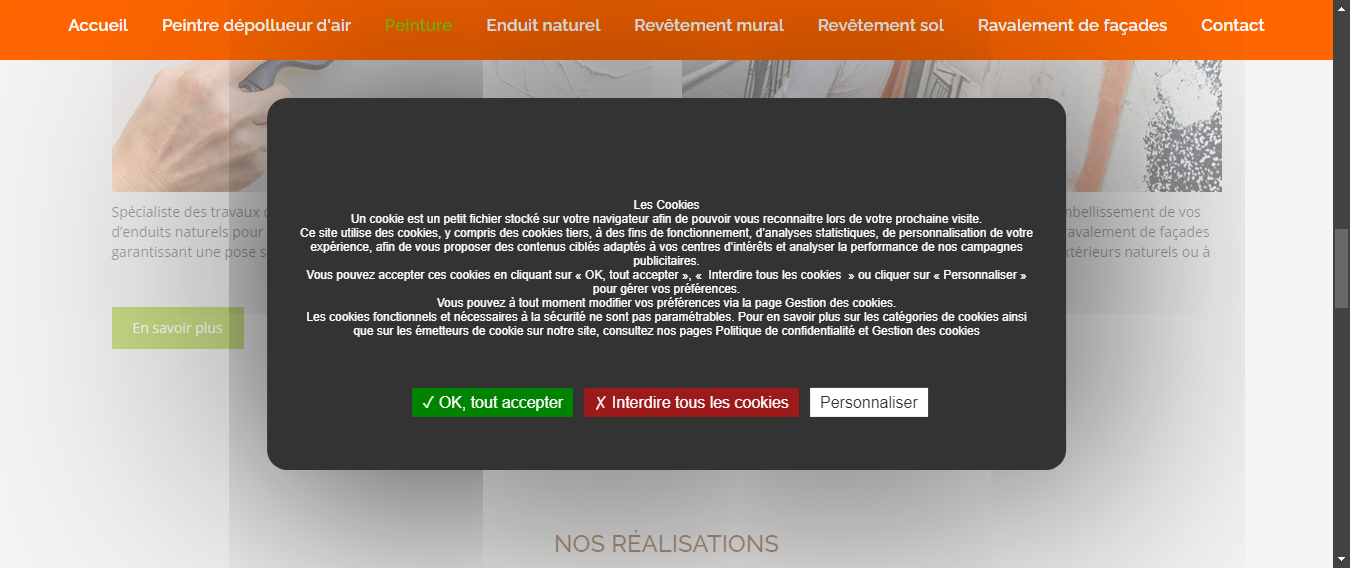 Accueil Peintre dépollueur d'air Peinture Enduit naturel Revêtement mural Revêtement sol Ravalement de façades Contact
Les Cookies
Un cookie est un petit fichier stocké sur votre navigateur afin de pouvoir vous reconnaitre lors de votre prochaine visite.
Ce site utilise des cookies, y compris des cookies tiers, à des fins de fonctionnement, d'analyses statistiques, de personnalisation de votre
expérience, afin de vous proposer des contenus ciblés adaptés à vos centres d'intérêts et analyser la performance de nos campagnes
publicitaires.
Vous pouvez accepter ces cookies en cliquant sur « OK, tout accepter », « Interdire tous les cookies » ou cliquer sur « Personnaliser »
pour gérer vos préférences.
Vous pouvez à tout moment modifier vos préférences via la page Gestion des cookies.
Les cookies fonctionnels et nécessaires à la sécurité ne sont pas paramétrables. Pour en savoir plus sur les catégories de cookies ainsi
que sur les émetteurs de cookie sur notre site, consultez nos pages Politique de confidentialité et Gestion des cookies
✓ OK, tout accepter ✗ Interdire tous les cookies Personnaliser
Spécialiste des travaux
d'enduits naturels pour
garantissant une pose
En savoir plus
de vos
ravalement de façades
naturels ou à
NOS RÉALISATIONS